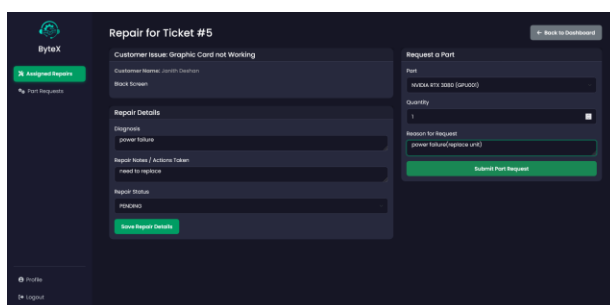 ByteX
Assigned Repairs
Part Requests
Profile
Logout
Repair for Ticket #5
← Back to Dashboard
Customer Issue: Graphic Card not Working
Customer Name: Janith Deshan
Black Screen
Repair Details
Diagnosis
power failure
Repair Notes / Actions Taken
need to replace
Repair Status
PENDING
Save Repair Details
Request a Part
Part
NVIDIA RTX 3080 (GPU001)
Quantity
1
Reason for Request
power failure(replace unit)
Submit Part Request